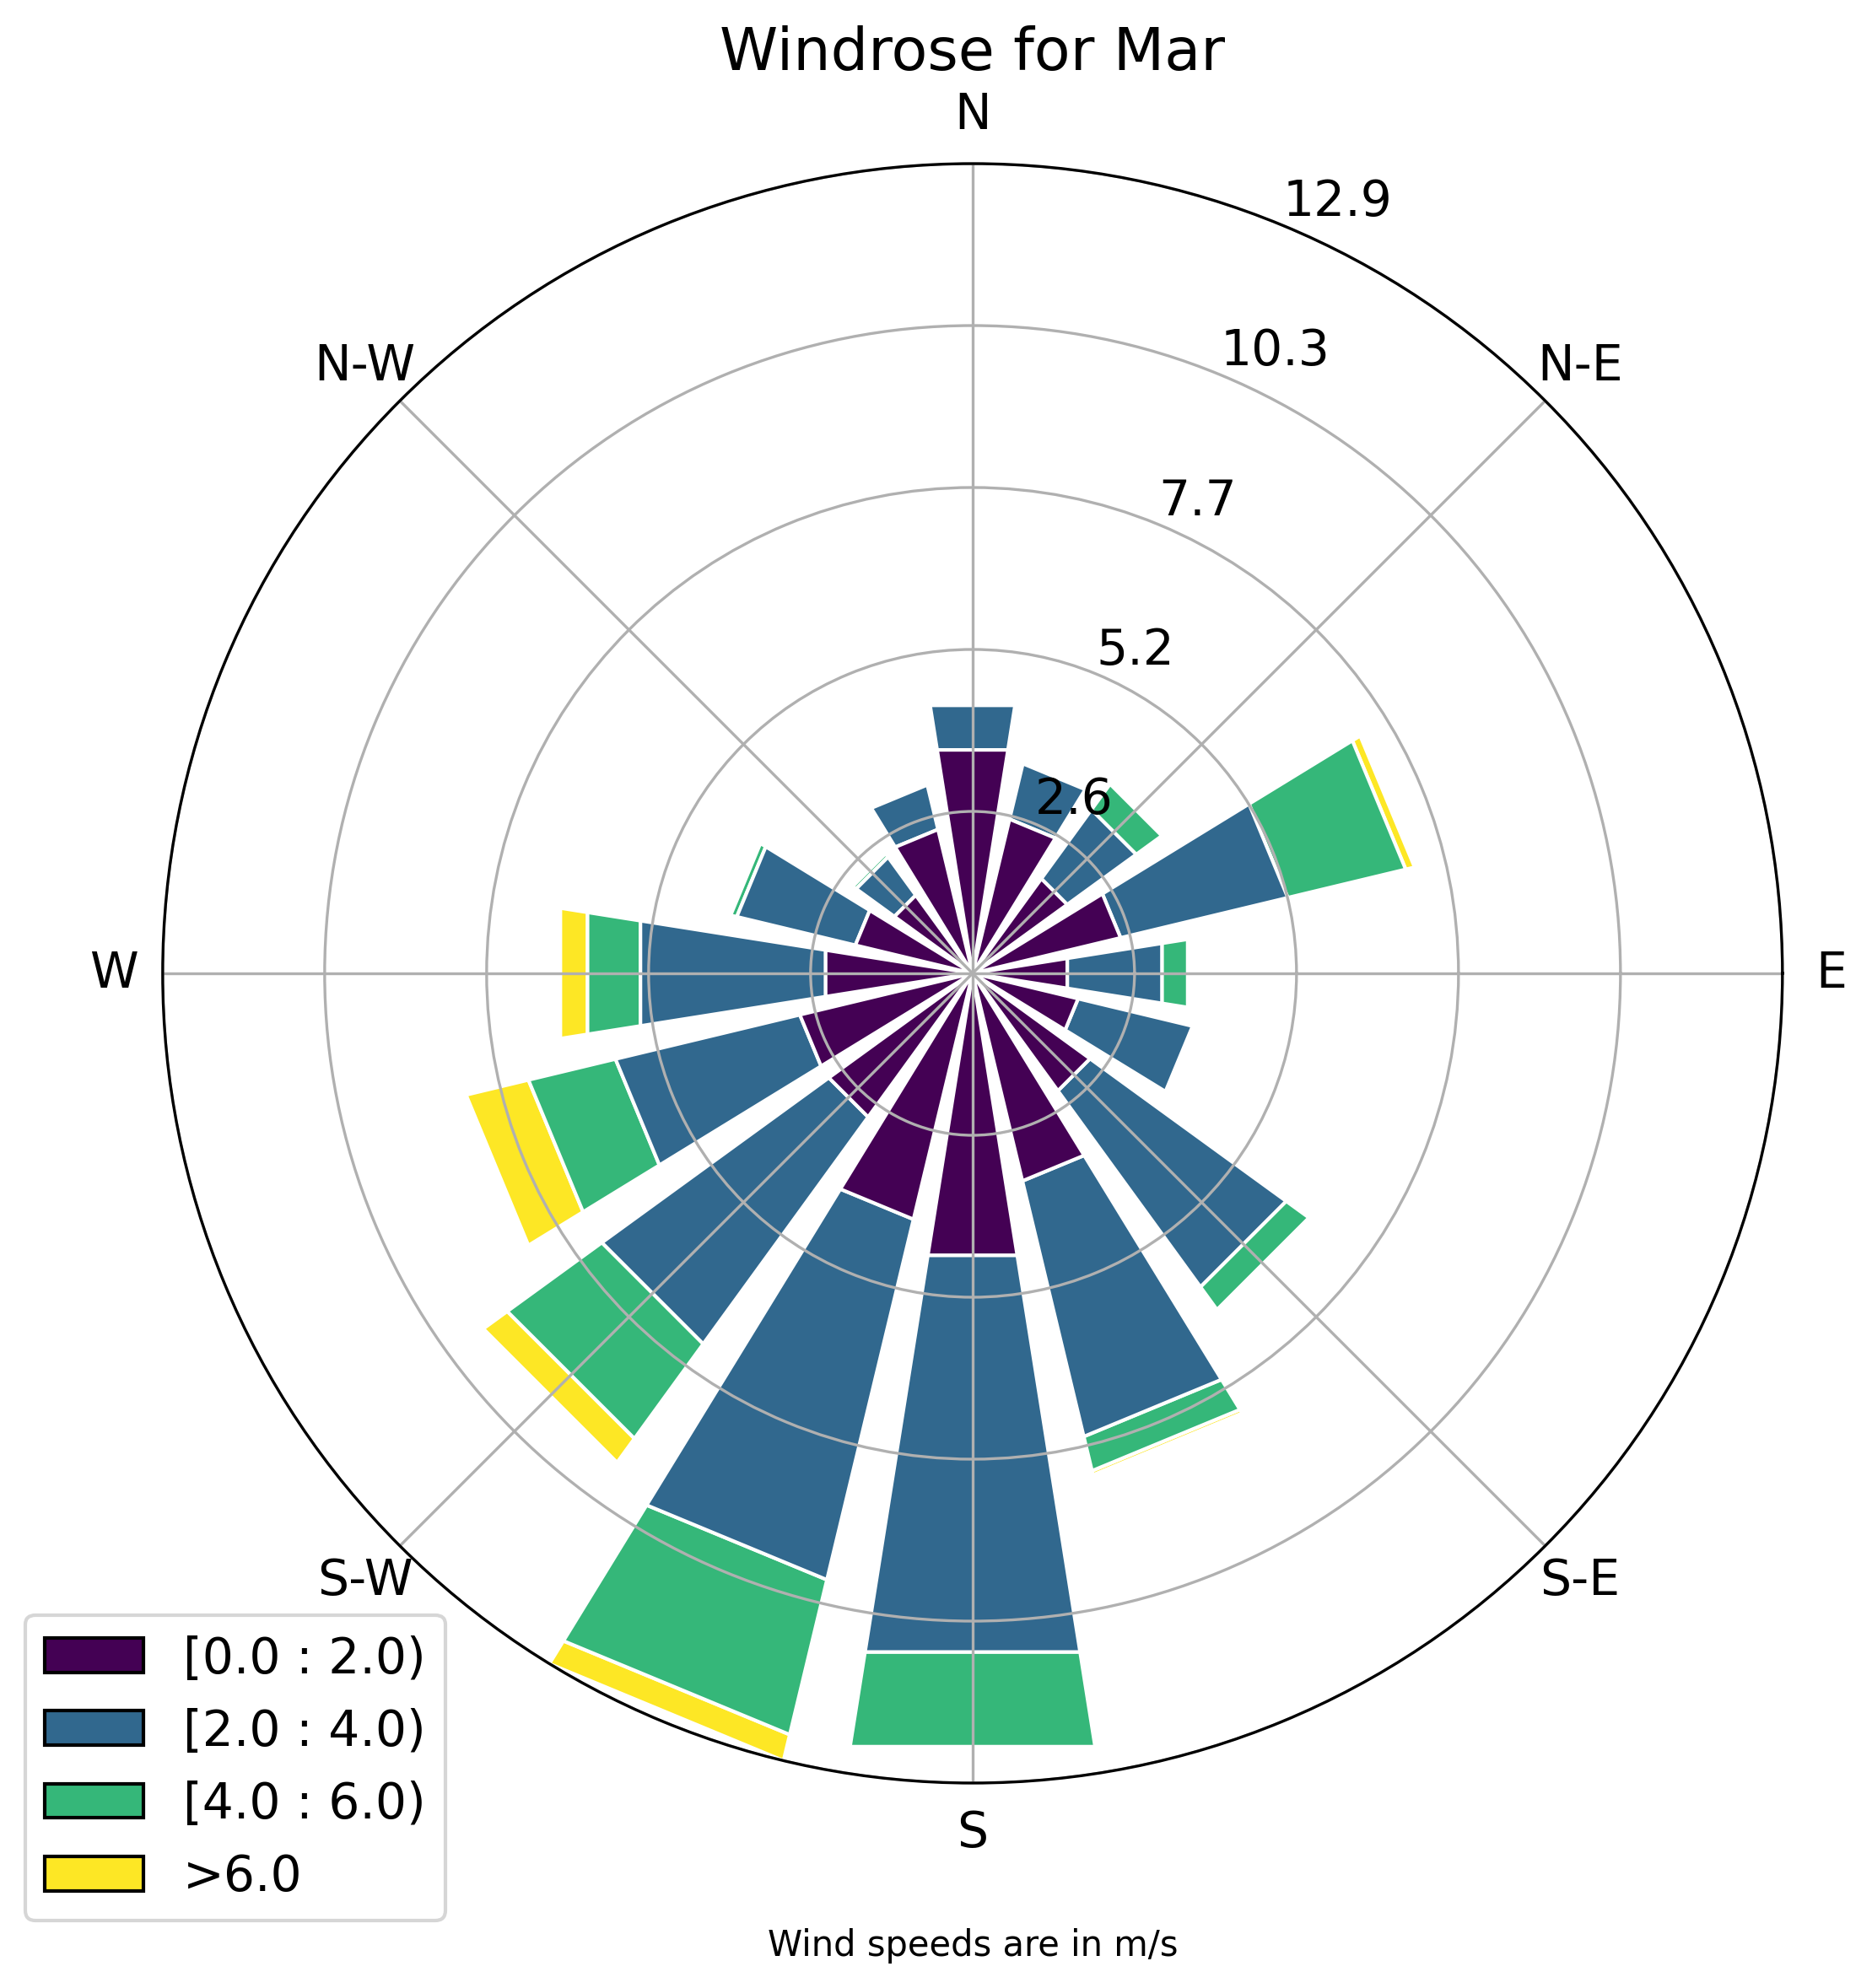 Windrose for Mar
N
12.9
10.3
N-W
N-E
7.7
5.2
2.6
W
E
S-W
S-E
[0.0 : 2.0)
[2.0 : 4.0)
[4.0 : 6.0)
>6.0
S
Wind speeds are in m/s